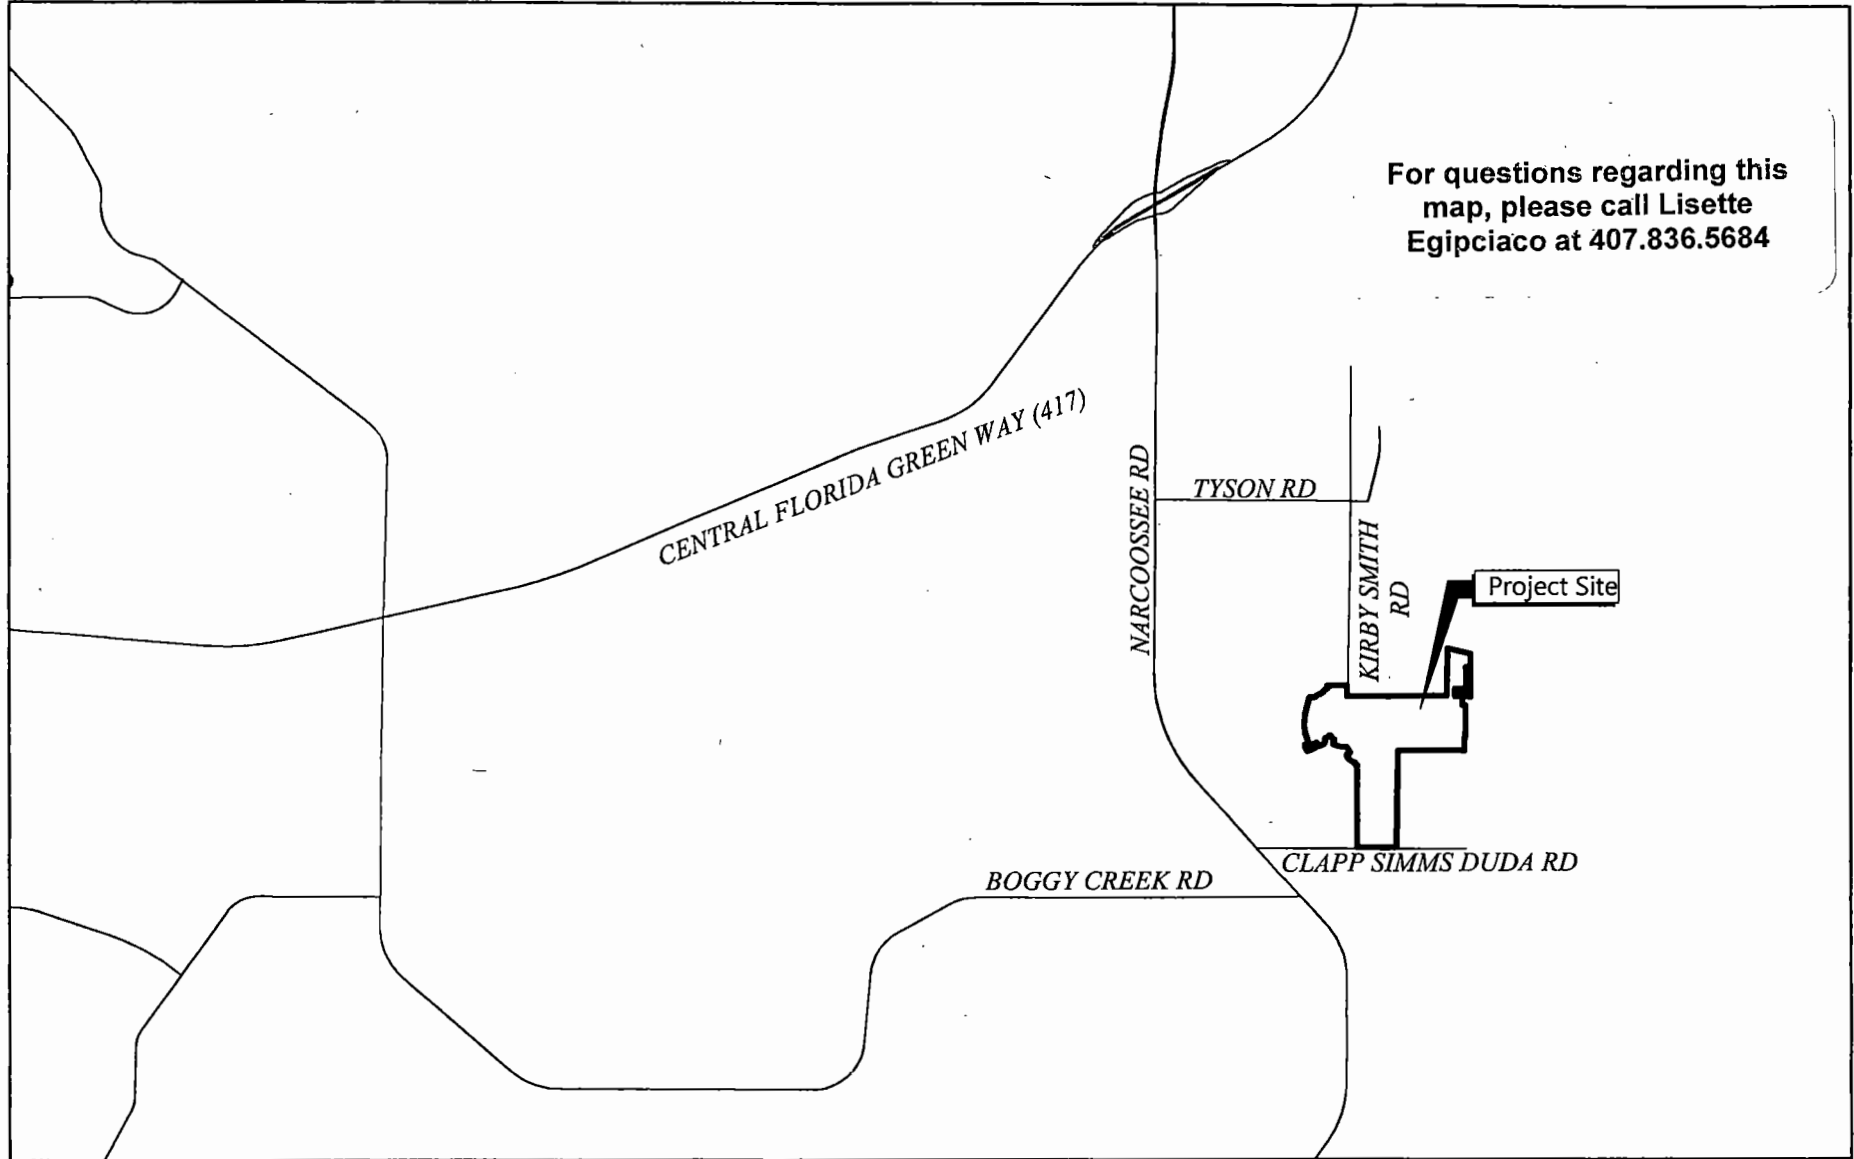 For questions regarding this
map, please call Lisette
Egipciaco at 407.836.5684
CENTRAL FLORIDA GREEN WAY (417)
NARCOOSSEE RD
TYSON RD
KIRBY SMITH
RD
Project Site
CLAPP SIMMS DUDA RD
BOGGY CREEK RD